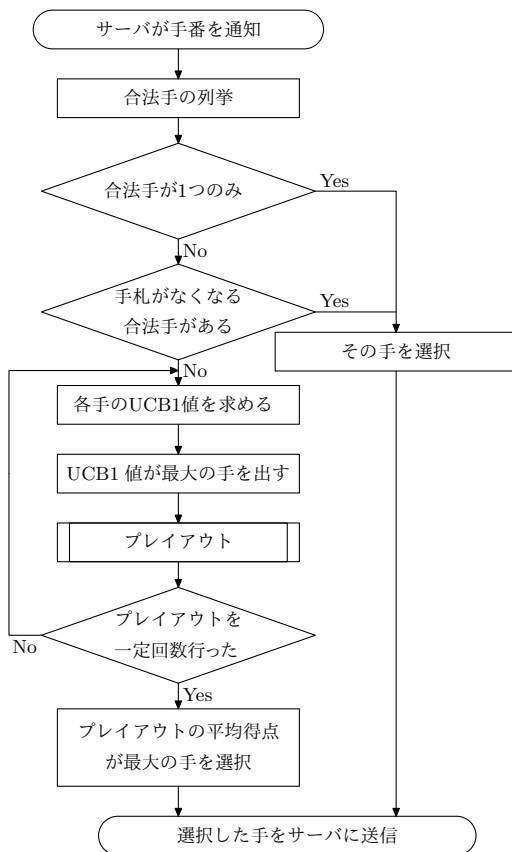 サーバが手番を通知
合法手の列挙
合法手が1つのみ
Yes
No
手札がなくなる
合法手がある
Yes
No
その手を選択
各手のUCB1値を求める
UCB1 値が最大の手を出す
プレイアウト
プレイアウトを
一定回数行った
No
Yes
プレイアウトの平均得点
が最大の手を選択
選択した手をサーバに送信